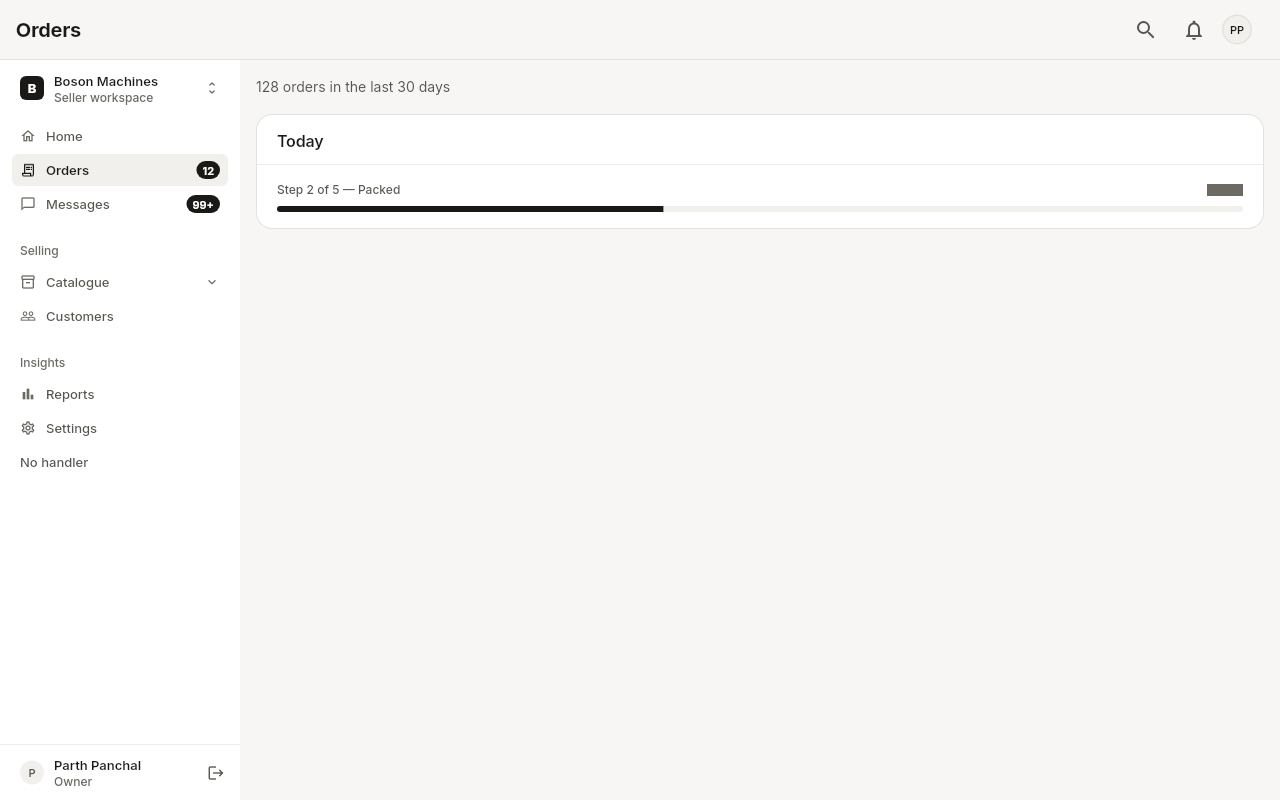 Orders
PP
B
Boson Machines
Seller workspace
Home
Orders
12
Messages
99+
Selling
Catalogue
Customers
Insights
Reports
Settings
No handler
P
Parth Panchal
Owner
128 orders in the last 30 days
Today
Step 2 of 5 — Packed